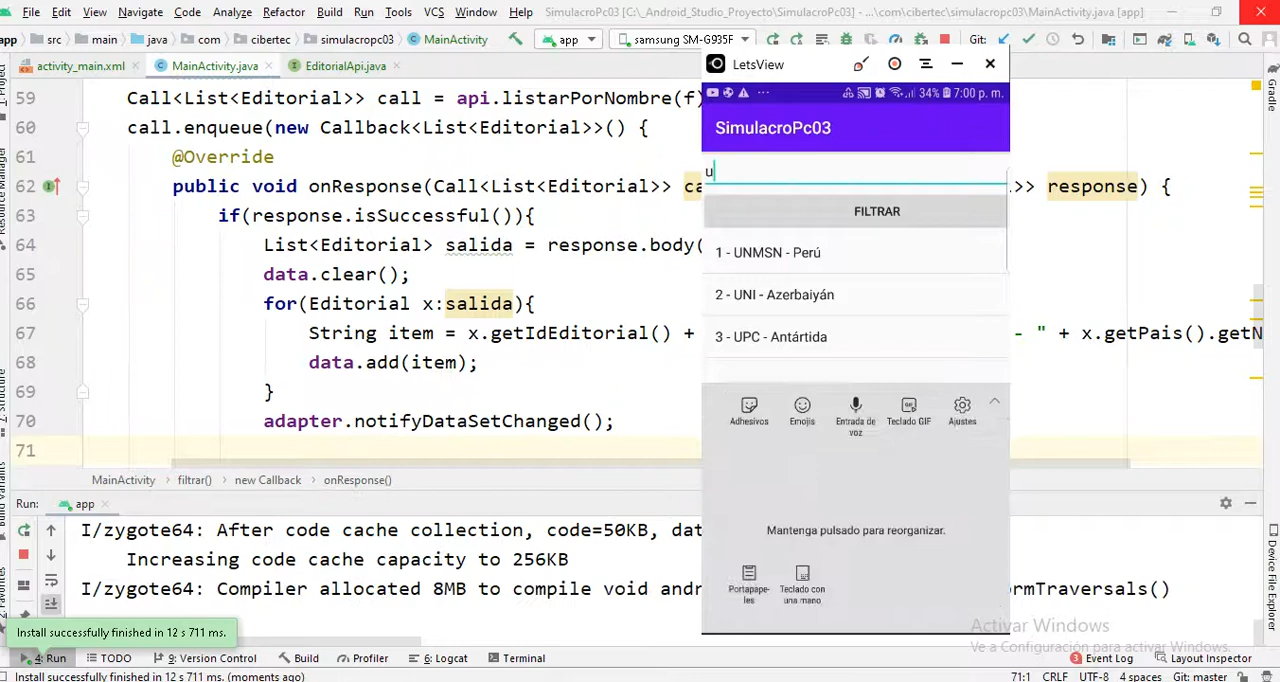 File Edit View Navigate Code Analyze Refactor Build Run Tools VCS Window Help SimulacroPc03 [C:\_Android_Studio_Proyecto\SimulacroPc03] - ...\com\cibertec\simulacropc03\MainActivity.java [app]
app src main java com cibertec simulacropc03 MainActivity app samsung SM-G935F Git:
activity_main.xml MainActivity.java EditorialApi.java
59 Call<List<Editorial>> call = api.listarPorNombre(f)
60 call.enqueue(new Callback<List<Editorial>>() {
61 @Override
62 public void onResponse(Call<List<Editorial>> ca l>> response) {
63 if(response.isSuccessful()){
64 List<Editorial> salida = response.body(
65 data.clear();
66 for(Editorial x:salida){
67 String item = x.getIdEditorial() + - " + x.getPais().getN
68 data.add(item);
69 }
70 adapter.notifyDataSetChanged();
71
MainActivity filtrar() new Callback onResponse()
Run: app
I/zygote64: After code cache collection, code=50KB, dat
Increasing code cache capacity to 256KB
I/zygote64: Compiler allocated 8MB to compile void andr ormTraversals()
Install successfully finished in 12 s 711 ms.
4: Run TODO 9: Version Control Build Profiler 6: Logcat Terminal Event Log Layout Inspector
Install successfully finished in 12 s 711 ms. (moments ago) 71:1 CRLF UTF-8 4 spaces Git: master
LetsView
34% 7:00 p. m.
SimulacroPc03
u
FILTRAR
1 - UNMSN - Perú
2 - UNI - Azerbaiyán
3 - UPC - Antártida
Adhesivos Emojis Entrada de voz Teclado GIF Ajustes
Mantenga pulsado para reorganizar.
Portapapeles Teclado con una mano
Activar Windows
Ve a Configuración para activar Windows.
Gradle
Device File Explorer
Resource Manager